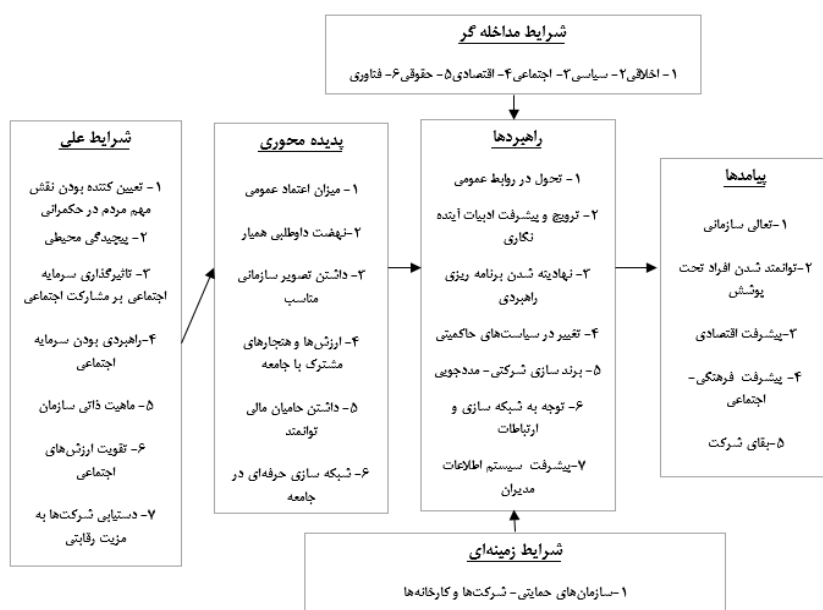 شرایط مداخله گر
۱- اخلاقی۲- سیاسی۳- اجتماعی۴- اقتصادی۵- حقوقی۶- فناوری
شرایط علی
۱- تعیین کننده بودن نقش
مهم مردم در حکمرانی
۲- پیچیدگی محیطی
۳- تاثیرگذاری سرمایه
اجتماعی بر مشارکت اجتماعی
۴-راهبردی بودن سرمایه
اجتماعی
۵- ماهیت ذاتی سازمان
۶- تقویت ارزش‌های
اجتماعی
۷- دستیابی شرکت‌ها به
مزیت رقابتی
پدیده محوری
۱- میزان اعتماد عمومی
۲-نهضت داوطلبی همیار
۳- داشتن تصویر سازمانی
مناسب
۴- ارزش‌ها و هنجارهای
مشترک با جامعه
۵- داشتن حامیان مالی
توانمند
۶- شبکه سازی حرفه‌ای در
جامعه
راهبردها
۱- تحول در روابط عمومی
۲- ترویج و پیشرفت ادبیات آینده
نگاری
۳- نهادینه شدن برنامه ریزی
راهبردی
۴- تغییر در سیاست‌های حاکمیتی
۵- برند سازی شرکتی- مددجویی
۶- توجه به شبکه سازی و
ارتباطات
۷-پیشرفت سیستم اطلاعات
مدیران
پیامدها
۱-تعالی سازمانی
۲-توانمند شدن افراد تحت
پوشش
۳-پیشرفت اقتصادی
۴- پیشرفت فرهنگی-
اجتماعی
۵-بقای شرکت
شرایط زمینه‌ای
۱-سازمان‌های حمایتی- شرکت‌ها و کارخانه‌ها